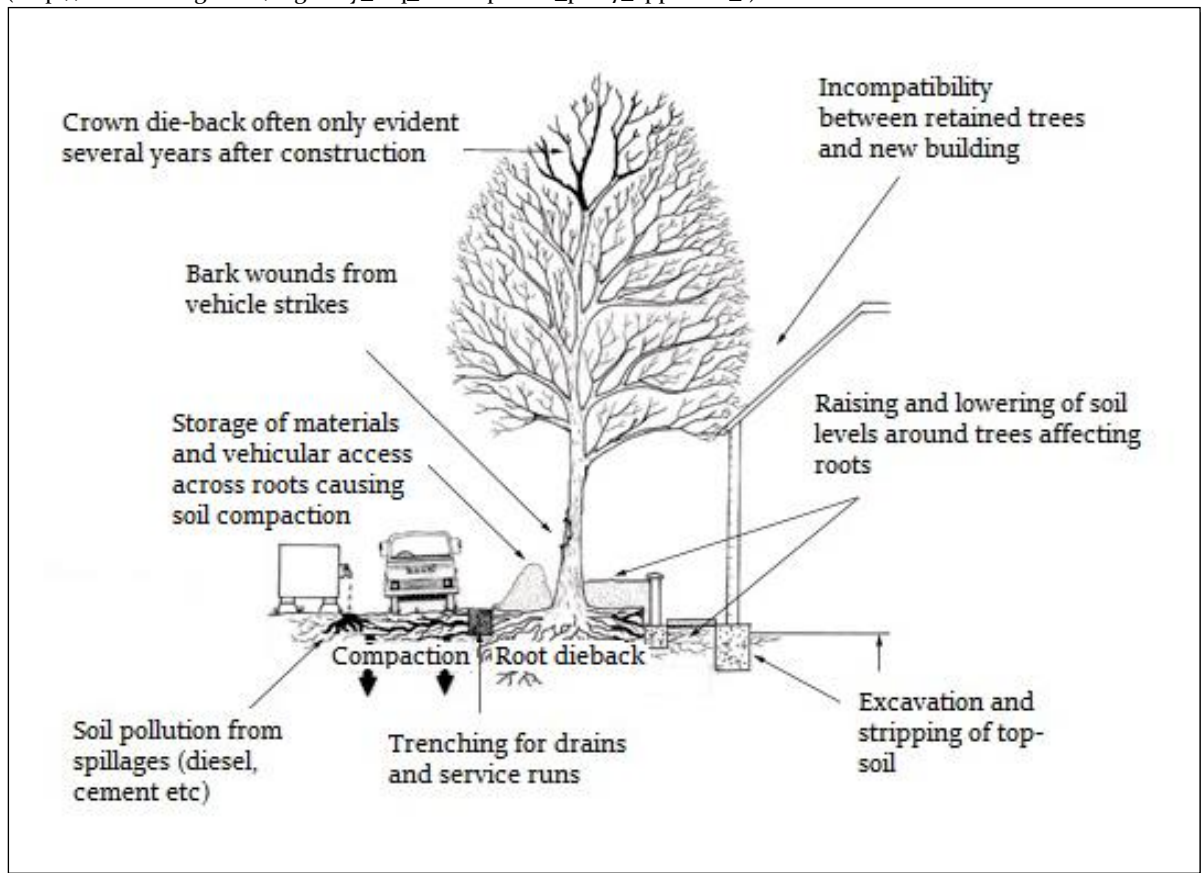 Crown die-back often only evident
several years after construction
Incompatibility
between retained trees
and new building
Bark wounds from
vehicle strikes
Storage of materials
and vehicular access
across roots causing
soil compaction
Raising and lowering of soil
levels around trees affecting
roots
Compaction
Root dieback
Soil pollution from
spillages (diesel,
cement etc)
Trenching for drains
and service runs
Excavation and
stripping of top-
soil